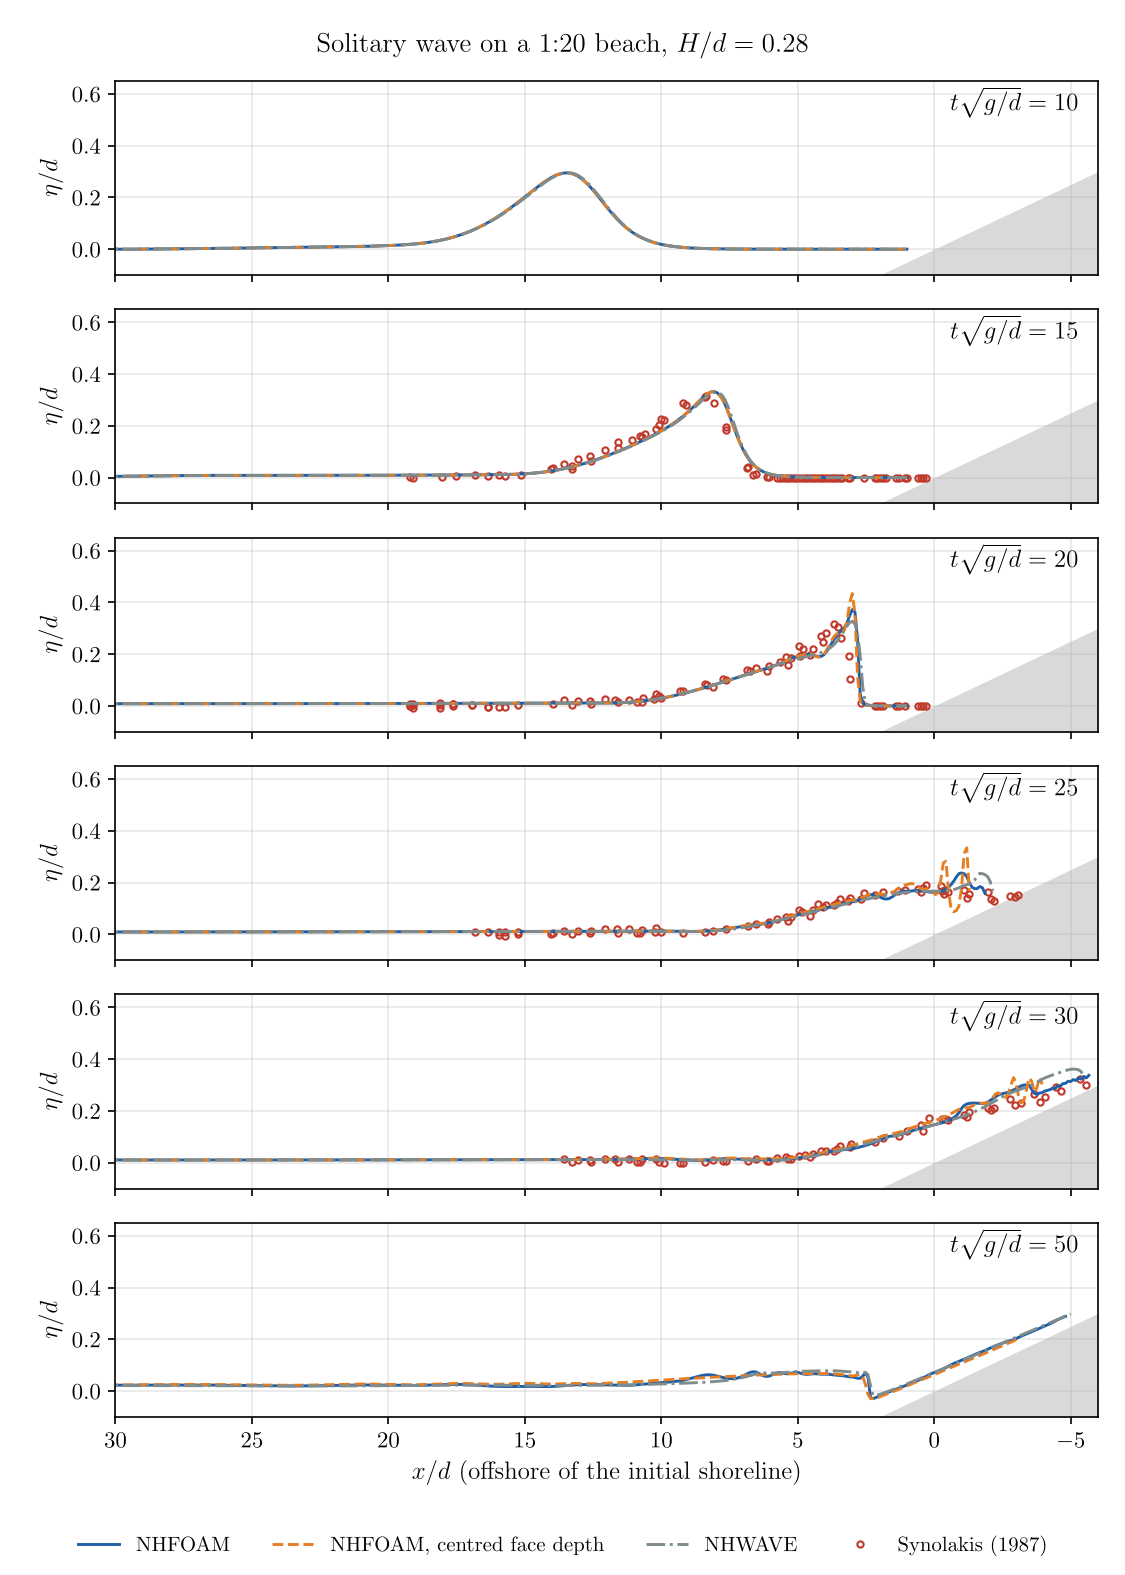 Solitary wave on a 1:20 beach, H/d = 0.28
t√g/d = 10
0.6
0.4
0.2
0.0
η/d
t√g/d = 15
0.6
0.4
0.2
0.0
η/d
t√g/d = 20
0.6
0.4
0.2
0.0
η/d
t√g/d = 25
0.6
0.4
0.2
0.0
η/d
t√g/d = 30
0.6
0.4
0.2
0.0
η/d
t√g/d = 50
0.6
0.4
0.2
0.0
η/d
30 25 20 15 10 5 0 −5
x/d (offshore of the initial shoreline)
NHFOAM NHFOAM, centred face depth NHWAVE Synolakis (1987)